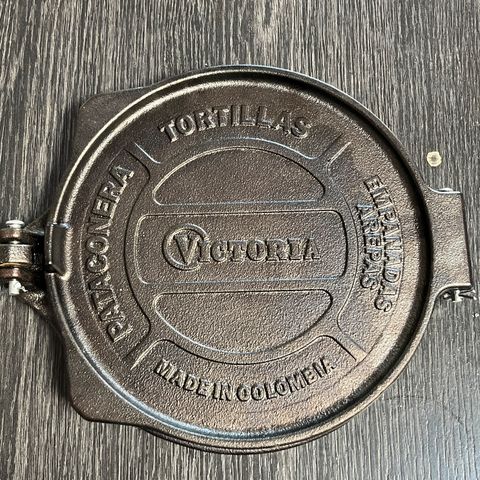 TORTILLAS
PATACONERA
EMPANADAS
AREPAS
VICTORIA
MADE IN COLOMBIA